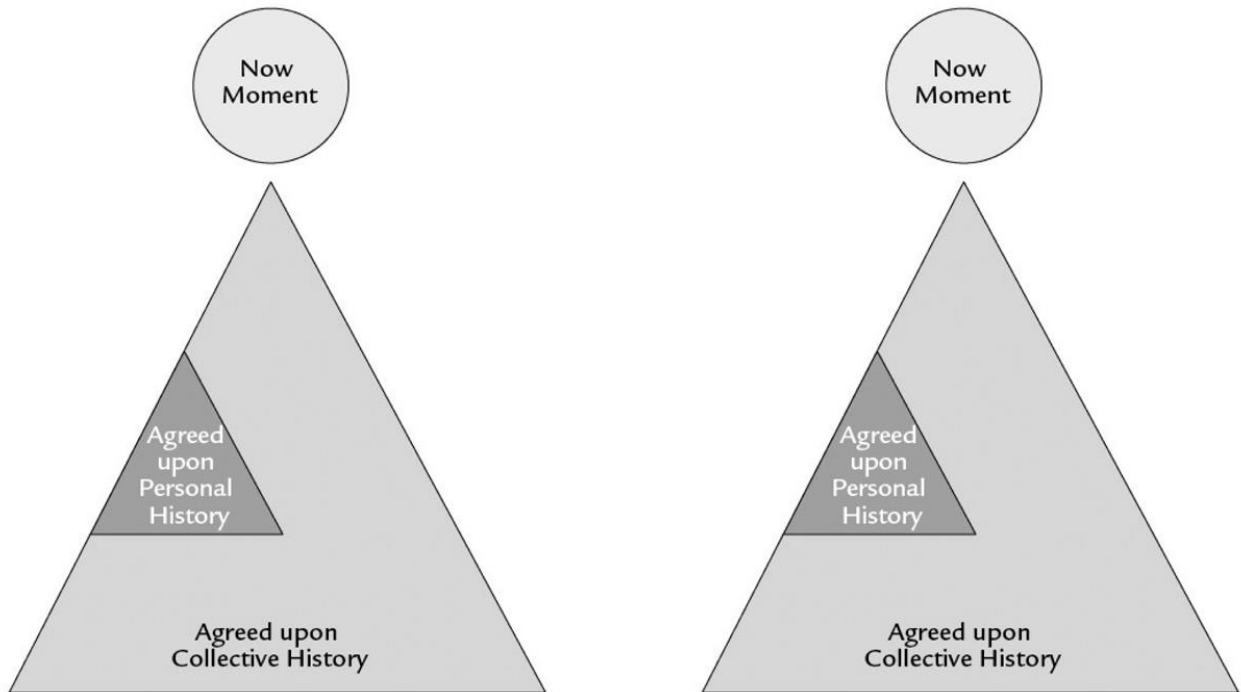 Now
Moment
Agreed
upon
Personal
History
Agreed upon
Collective History
Now
Moment
Agreed
upon
Personal
History
Agreed upon
Collective History